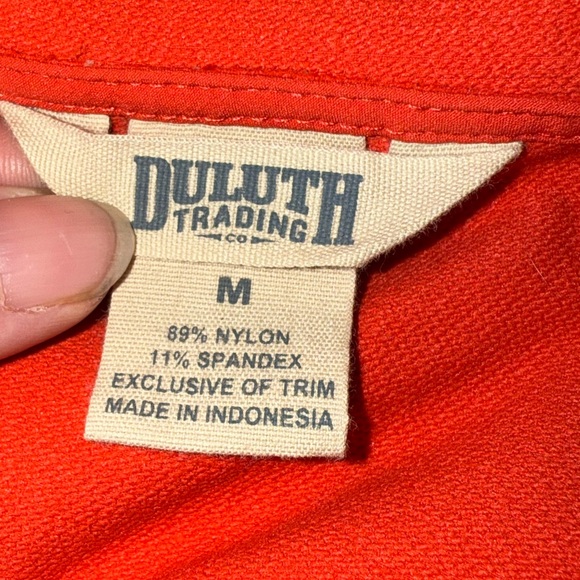 DULUTH
TRADING
CO
M
89% NYLON
11% SPANDEX
EXCLUSIVE OF TRIM
MADE IN INDONESIA